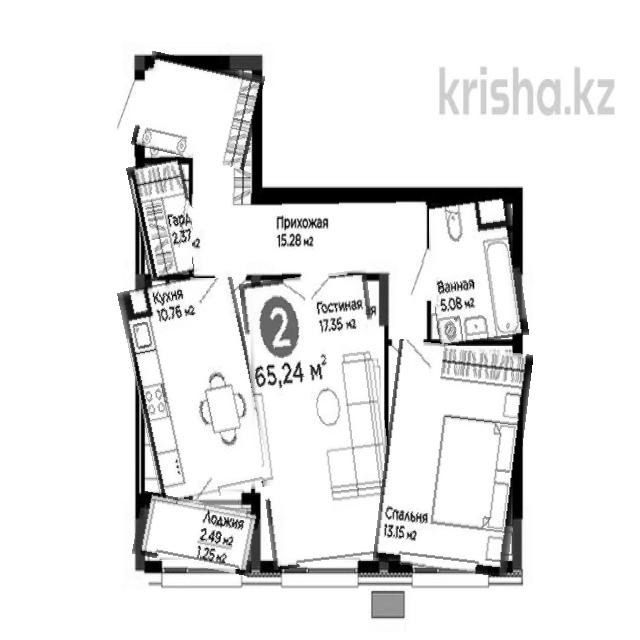 krisha.kz
Гард
2.37 м2
Прихожая
15.28 м2
Ванная
5.08 м2
Кухня
10.76 м2
Гостиная
17.35 м2
2
65,24 м2
Спальня
13.15 м2
Лоджия
2.49 м2
1.25 м2